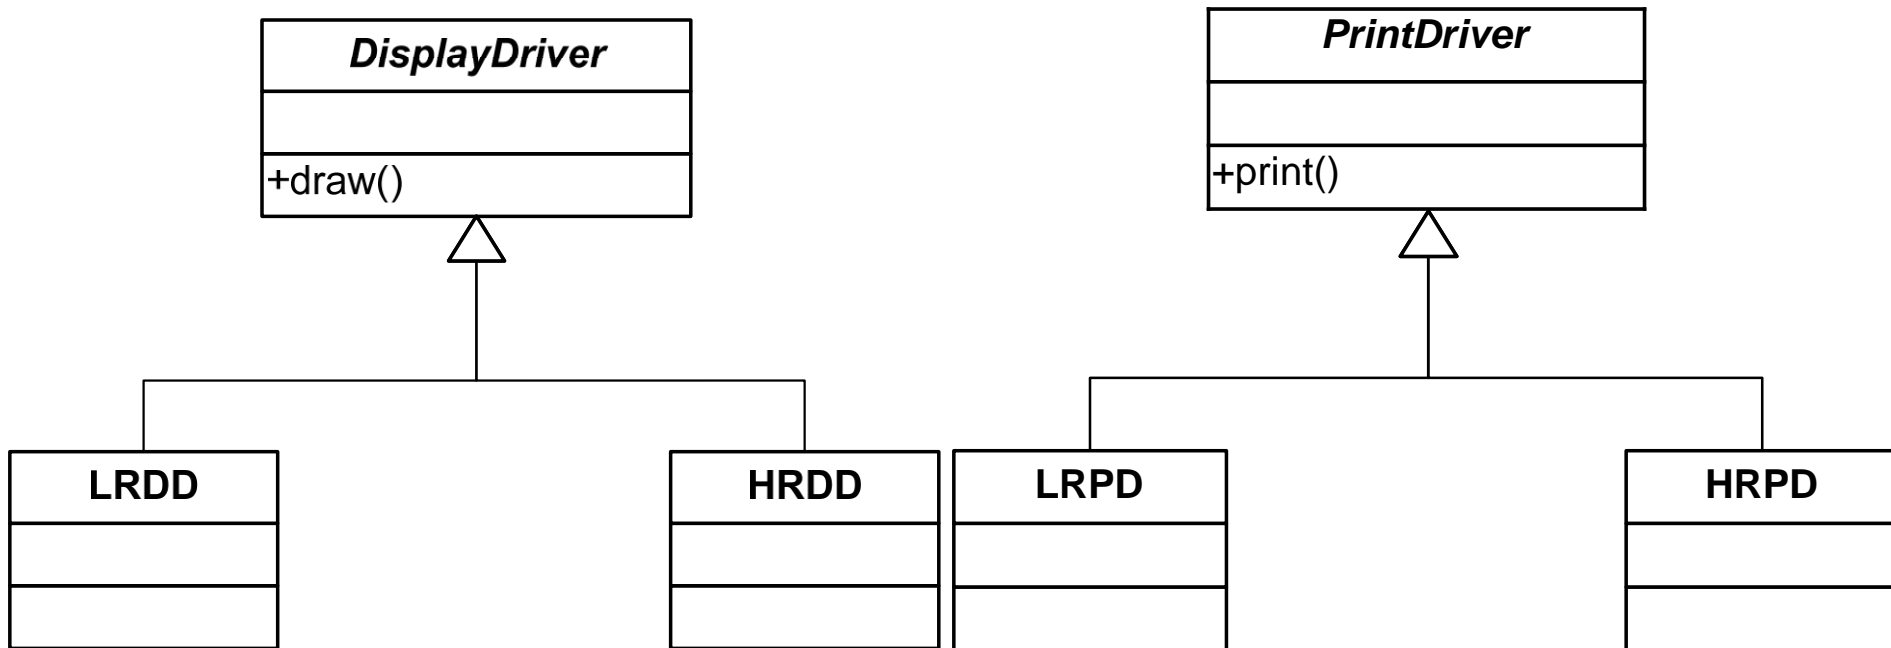 DisplayDriver
+draw()
PrintDriver
+print()
LRDD
HRDD
LRPD
HRPD